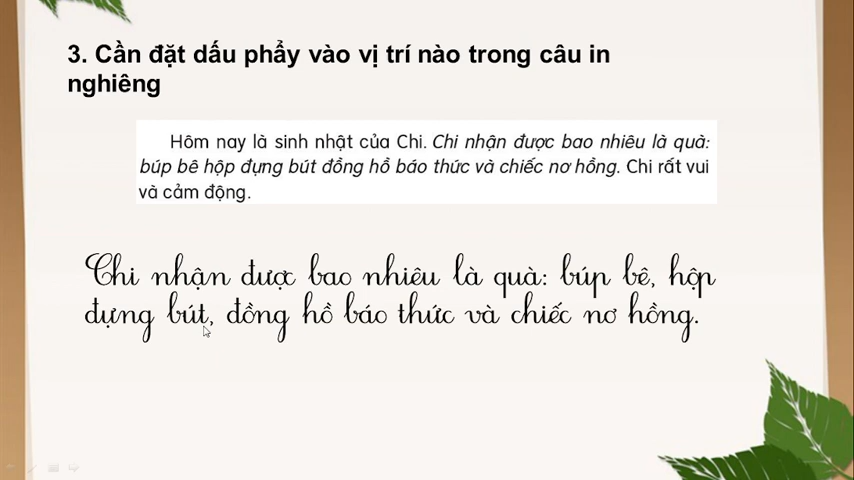 3. Cần đặt dấu phẩy vào vị trí nào trong câu in
nghiêng
Hôm nay là sinh nhật của Chi. Chi nhận được bao nhiêu là quà:
búp bê hộp đựng bút đồng hồ báo thức và chiếc nơ hồng. Chi rất vui
và cảm động.
Chi nhận được bao nhiêu là quà: búp bê, hộp
đựng bút, đồng hồ báo thức và chiếc nơ hồng.